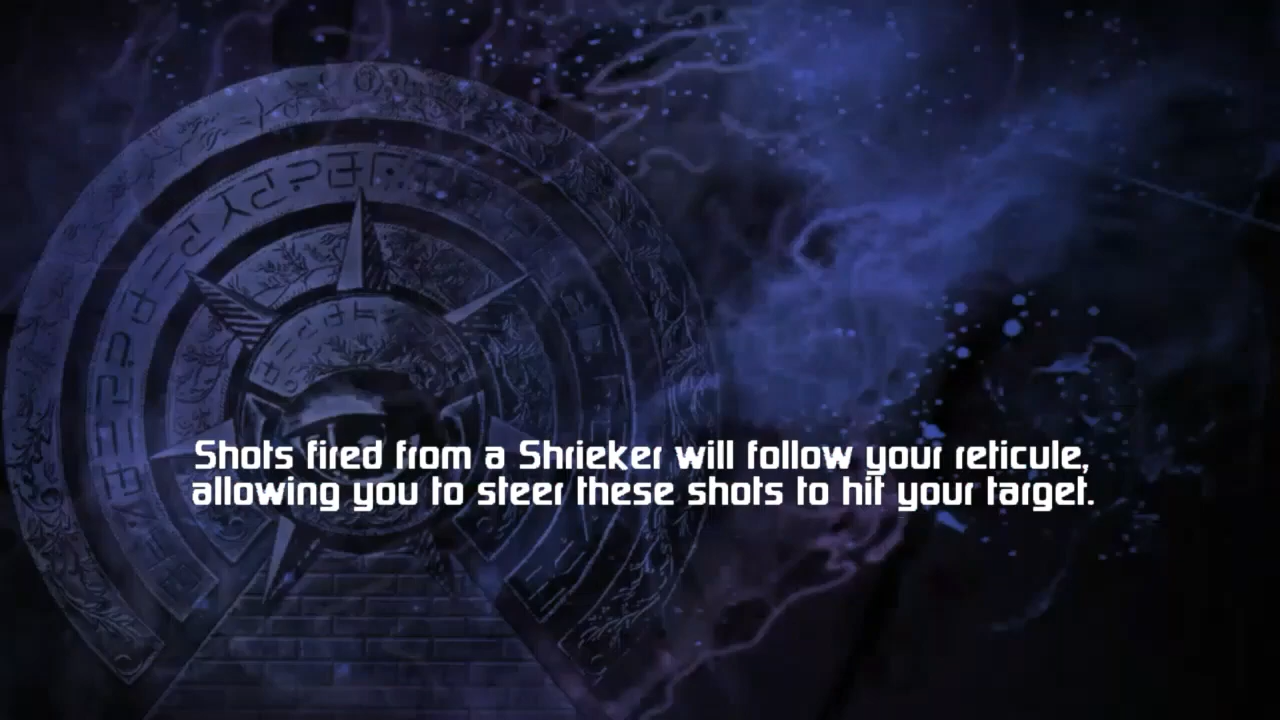 Shots fired from a Shrieker will follow your reticule,
allowing you to steer these shots to hit your target.